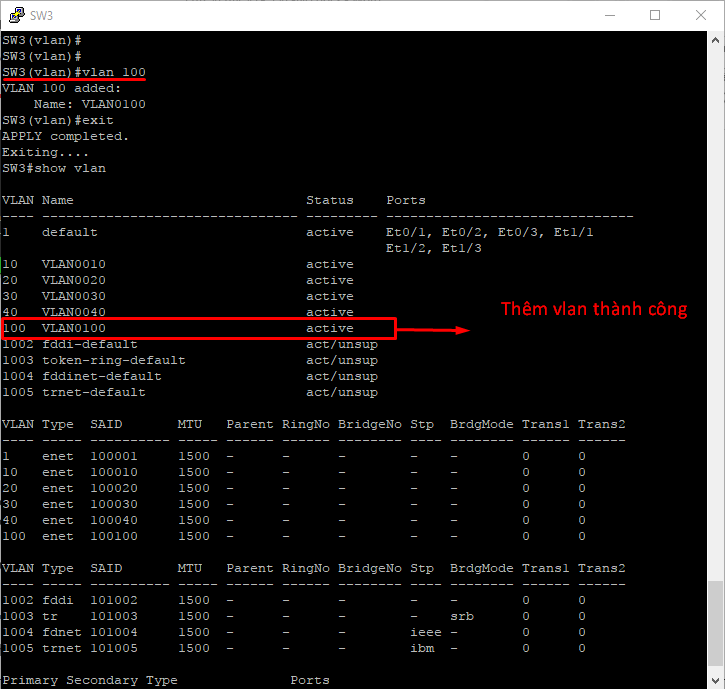 SW3
SW3(vlan)#
SW3(vlan)#
SW3(vlan)#vlan 100
VLAN 100 added:
    Name: VLAN0100
SW3(vlan)#exit
APPLY completed.
Exiting....
SW3#show vlan
VLAN Name                             Status    Ports
---- -------------------------------- --------- -------------------------------
1    default                          active    Et0/1, Et0/2, Et0/3, Et1/1
                                                Et1/2, Et1/3
10   VLAN0010                         active
20   VLAN0020                         active
30   VLAN0030                         active
40   VLAN0040                         active
100  VLAN0100                         active
Thêm vlan thành công
1002 fddi-default                     act/unsup
1003 token-ring-default               act/unsup
1004 fddinet-default                  act/unsup
1005 trnet-default                    act/unsup
VLAN Type  SAID       MTU   Parent RingNo BridgeNo Stp  BrdgMode Trans1 Trans2
---- ----- ---------- ----- ------ ------ -------- ---- -------- ------ ------
1    enet  100001     1500  -      -      -        -    -        0      0
10   enet  100010     1500  -      -      -        -    -        0      0
20   enet  100020     1500  -      -      -        -    -        0      0
30   enet  100030     1500  -      -      -        -    -        0      0
40   enet  100040     1500  -      -      -        -    -        0      0
100  enet  100100     1500  -      -      -        -    -        0      0
VLAN Type  SAID       MTU   Parent RingNo BridgeNo Stp  BrdgMode Trans1 Trans2
---- ----- ---------- ----- ------ ------ -------- ---- -------- ------ ------
1002 fddi  101002     1500  -      -      -        -    -        0      0
1003 tr    101003     1500  -      -      -        -    srb      0      0
1004 fdnet 101004     1500  -      -      -        ieee -        0      0
1005 trnet 101005     1500  -      -      -        ibm  -        0      0
Primary Secondary Type              Ports